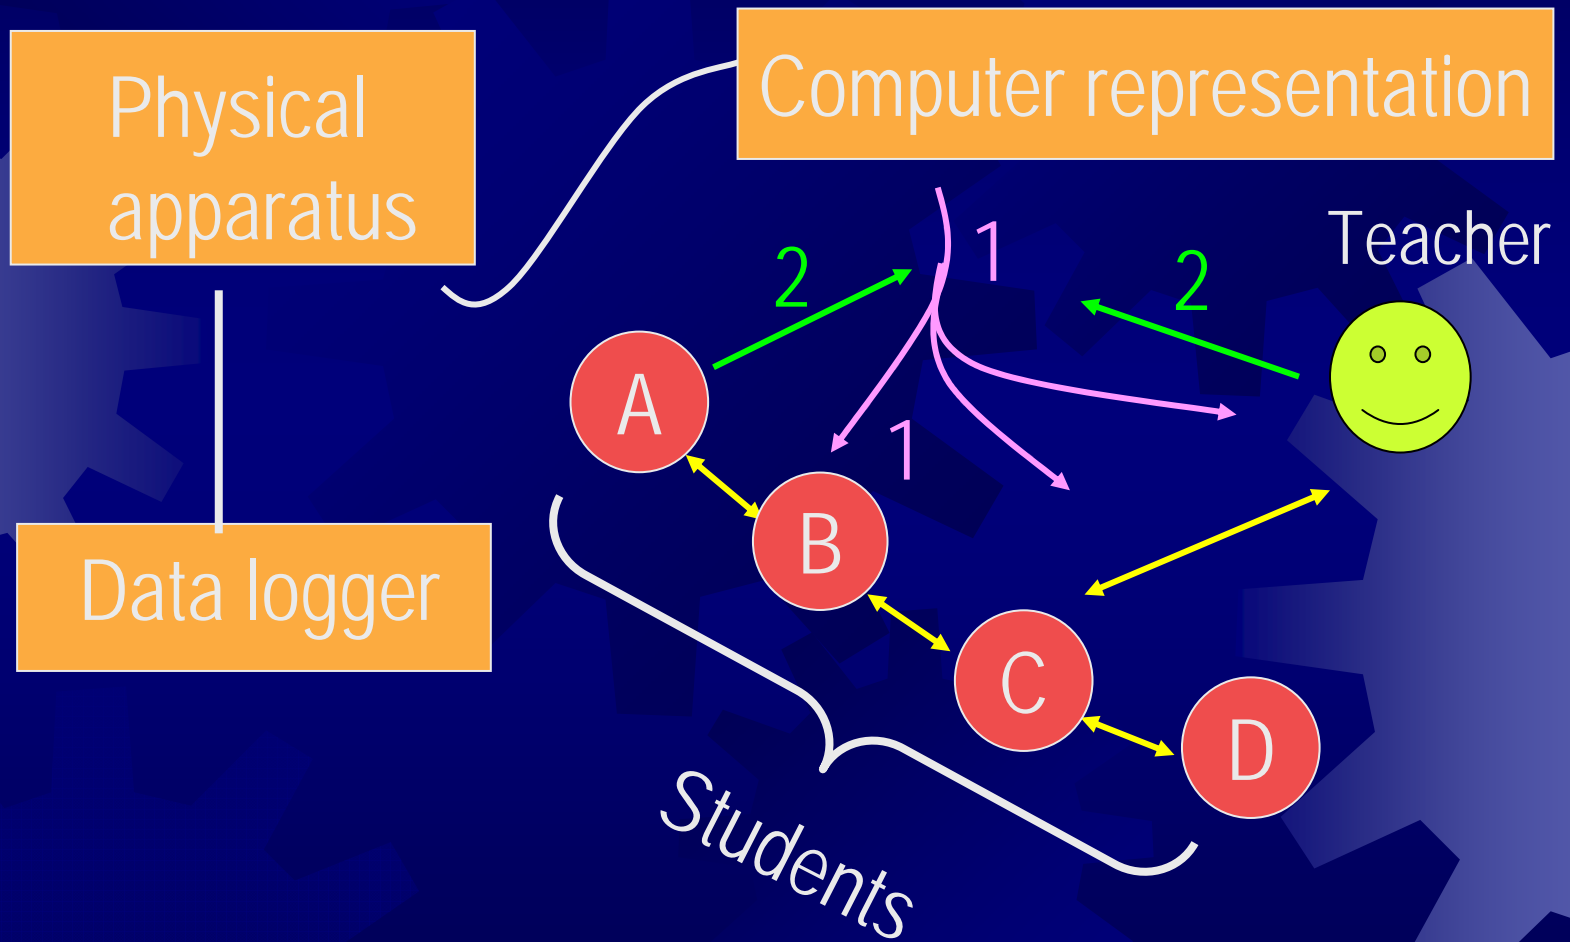 Physical
apparatus
Computer representation
Teacher
1
2
2
A
1
B
Data logger
C
D
Students